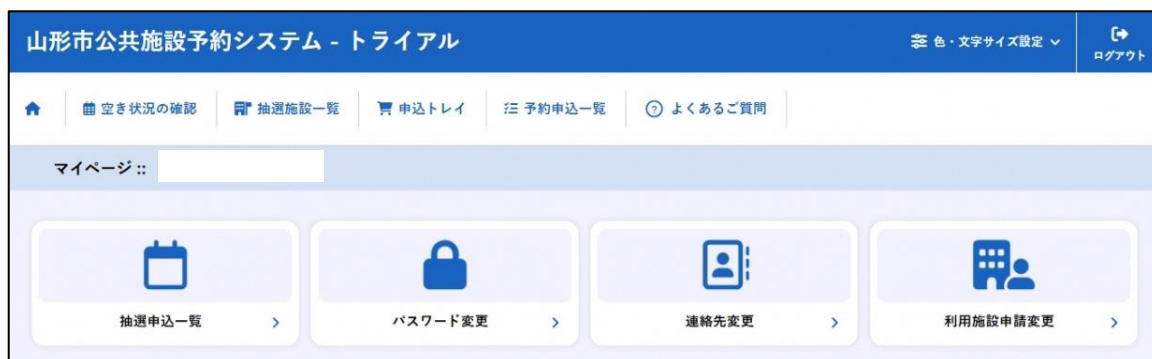 山形市公共施設予約システム - トライアル
色・文字サイズ設定
ログアウト
空き状況の確認
抽選施設一覧
申込トレイ
予約申込一覧
よくあるご質問
マイページ ::
抽選申込一覧
パスワード変更
連絡先変更
利用施設申請変更